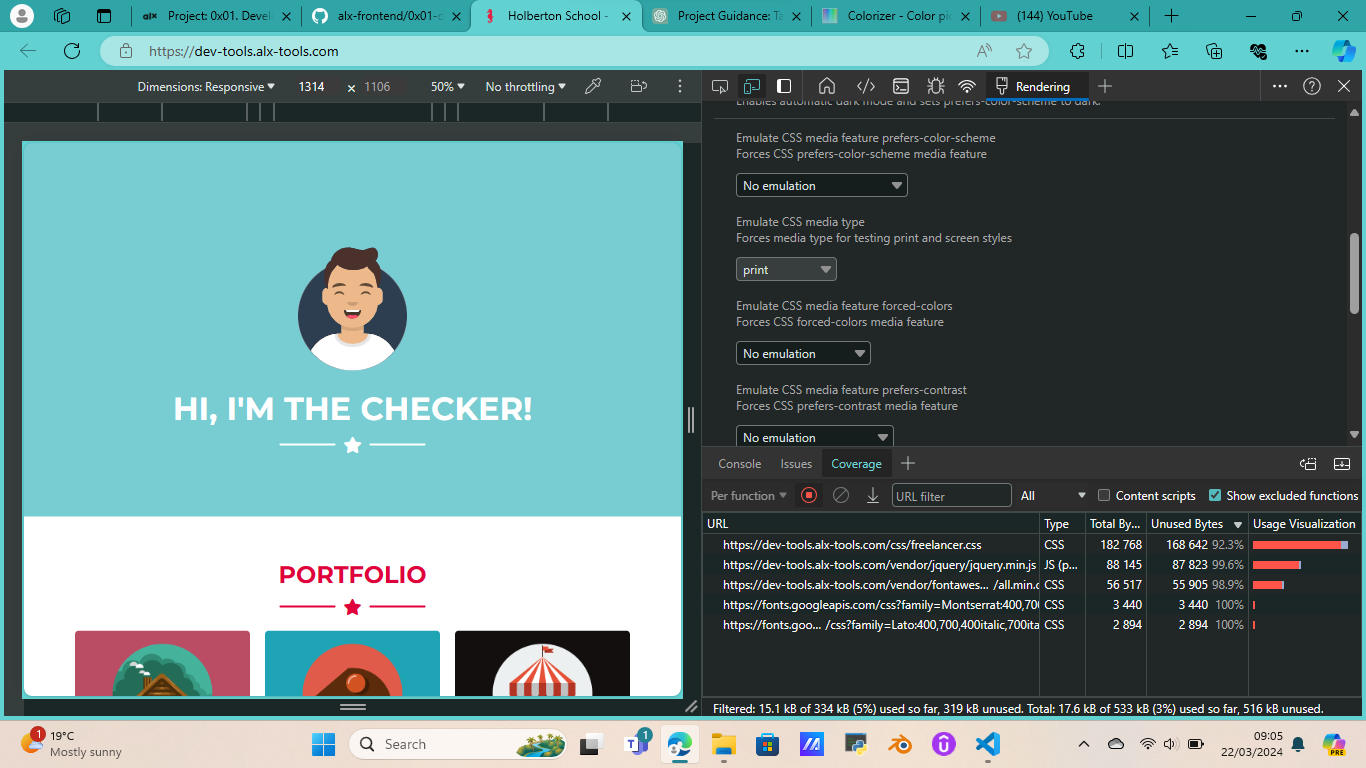 alx Project: 0x01. Devel
alx-frontend/0x01-c
Holberton School -
Project Guidance: Ta
Colorizer - Color pic
(144) YouTube
https://dev-tools.alx-tools.com
Dimensions: Responsive 1314 × 1106 50% No throttling
Rendering
Enables automatic dark mode and sets prefers-color-scheme to dark.
Emulate CSS media feature prefers-color-scheme
Forces CSS prefers-color-scheme media feature
No emulation
Emulate CSS media type
Forces media type for testing print and screen styles
print
Emulate CSS media feature forced-colors
Forces CSS forced-colors media feature
No emulation
Emulate CSS media feature prefers-contrast
Forces CSS prefers-contrast media feature
No emulation
HI, I'M THE CHECKER!
PORTFOLIO
Console Issues Coverage
Per function URL filter All Content scripts Show excluded functions
URL Type Total By... Unused Bytes Usage Visualization
https://dev-tools.alx-tools.com/css/freelancer.css CSS 182 768 168 642 92.3%
https://dev-tools.alx-tools.com/vendor/jquery/jquery.min.js JS (p... 88 145 87 823 99.6%
https://dev-tools.alx-tools.com/vendor/fontawes... /all.min.c CSS 56 517 55 905 98.9%
https://fonts.googleapis.com/css?family=Montserrat:400,700 CSS 3 440 3 440 100%
https://fonts.goo... /css?family=Lato:400,700,400italic,700ita CSS 2 894 2 894 100%
Filtered: 15.1 kB of 334 kB (5%) used so far, 319 kB unused. Total: 17.6 kB of 533 kB (3%) used so far, 516 kB unused.
1
19°C
Mostly sunny
Search
1
09:05
22/03/2024
PRE